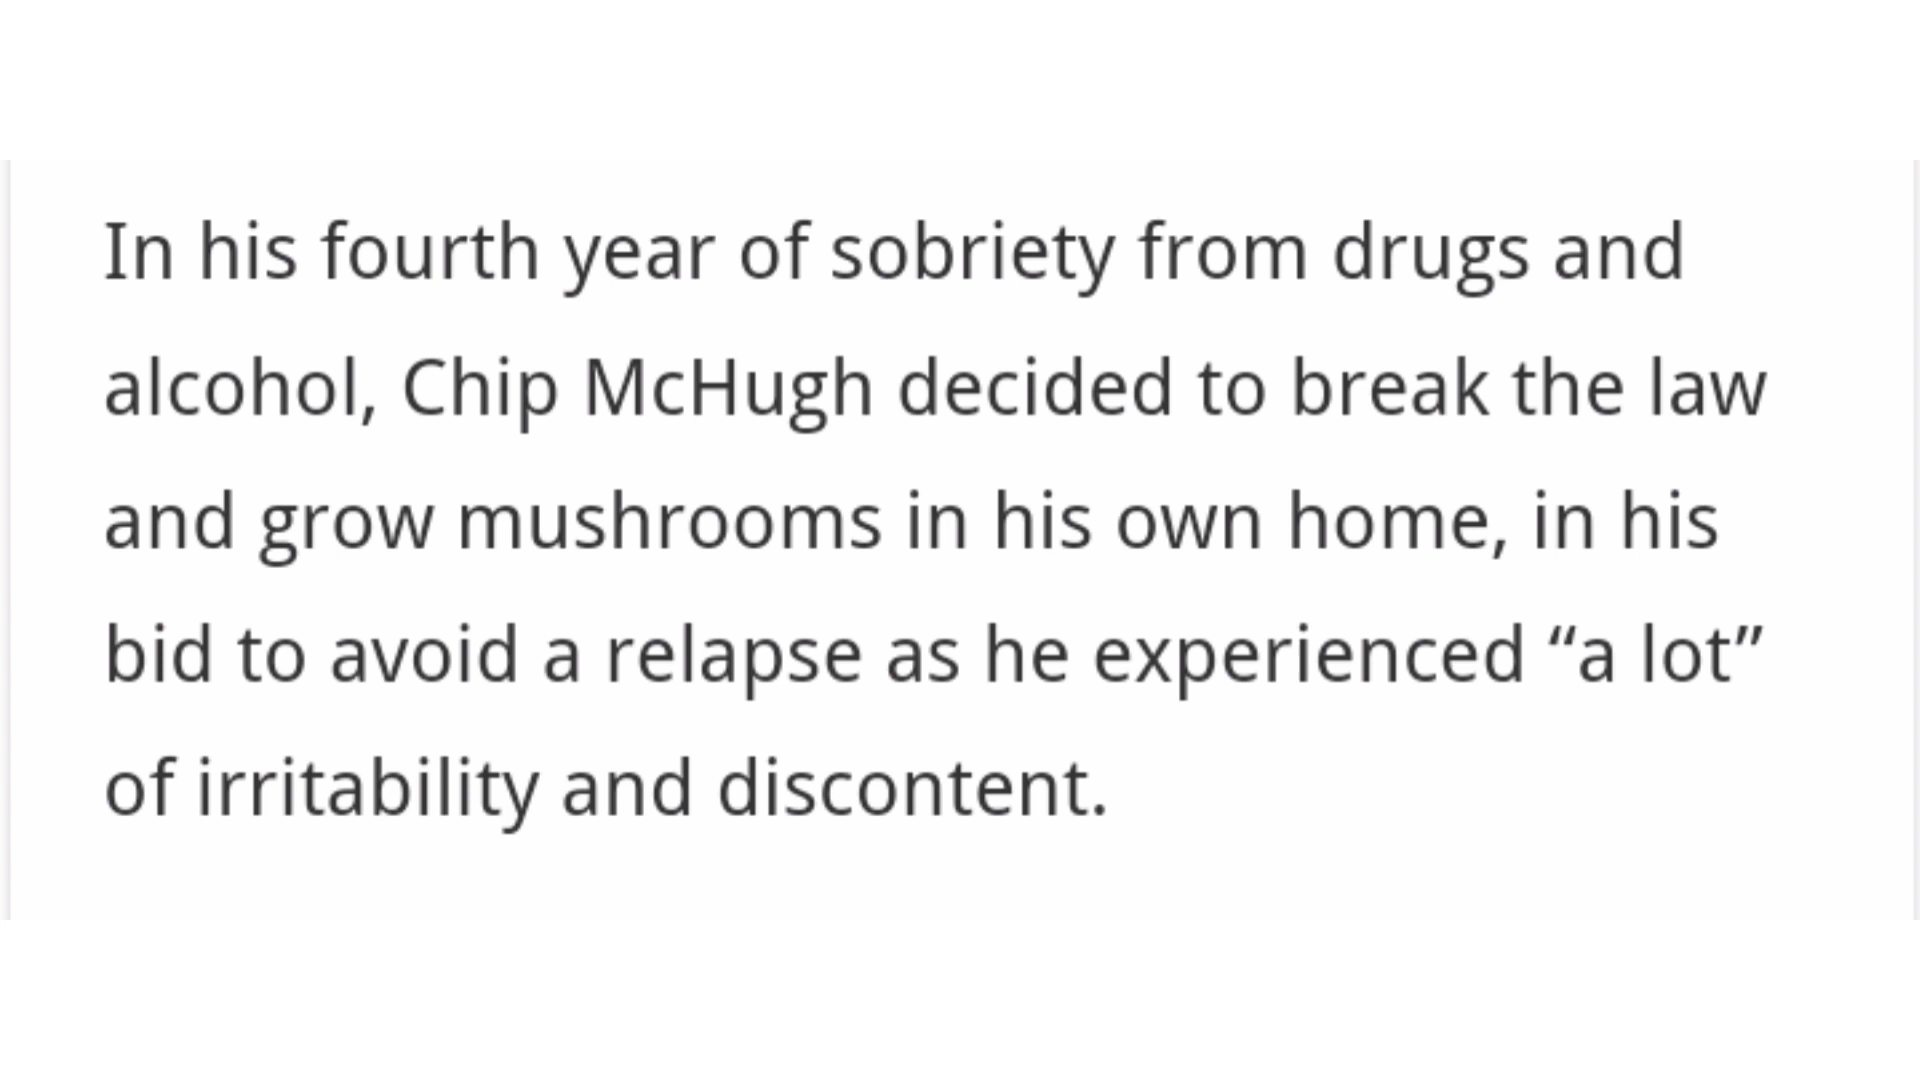 In his fourth year of sobriety from drugs and
alcohol, Chip McHugh decided to break the law
and grow mushrooms in his own home, in his
bid to avoid a relapse as he experienced “a lot”
of irritability and discontent.